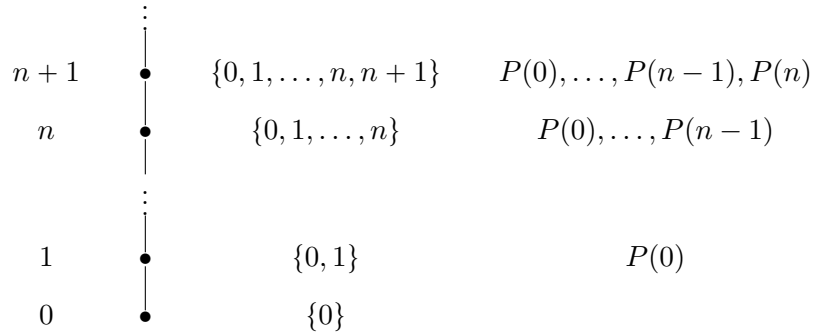 ⋮
n + 1 {0, 1, . . . , n, n + 1} P(0), . . . , P(n − 1), P(n)
n {0, 1, . . . , n} P(0), . . . , P(n − 1)
⋮
1 {0, 1} P(0)
0 {0}